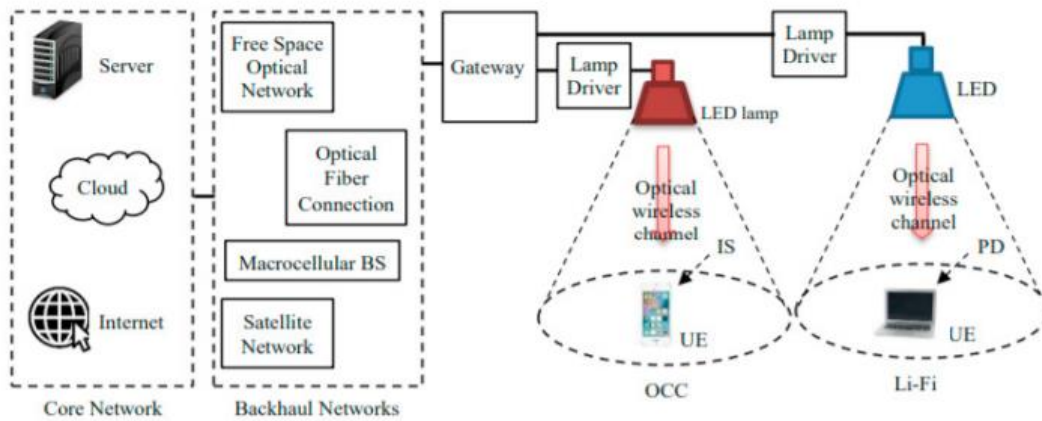 Server
Cloud
Internet
Core Network
Free Space
Optical
Network
Optical
Fiber
Connection
Macrocellular BS
Satellite
Network
Backhaul Networks
Gateway
Lamp
Driver
LED lamp
Optical
wireless
channel
IS
UE
OCC
Lamp
Driver
LED
Optical
wireless
channel
PD
UE
Li-Fi